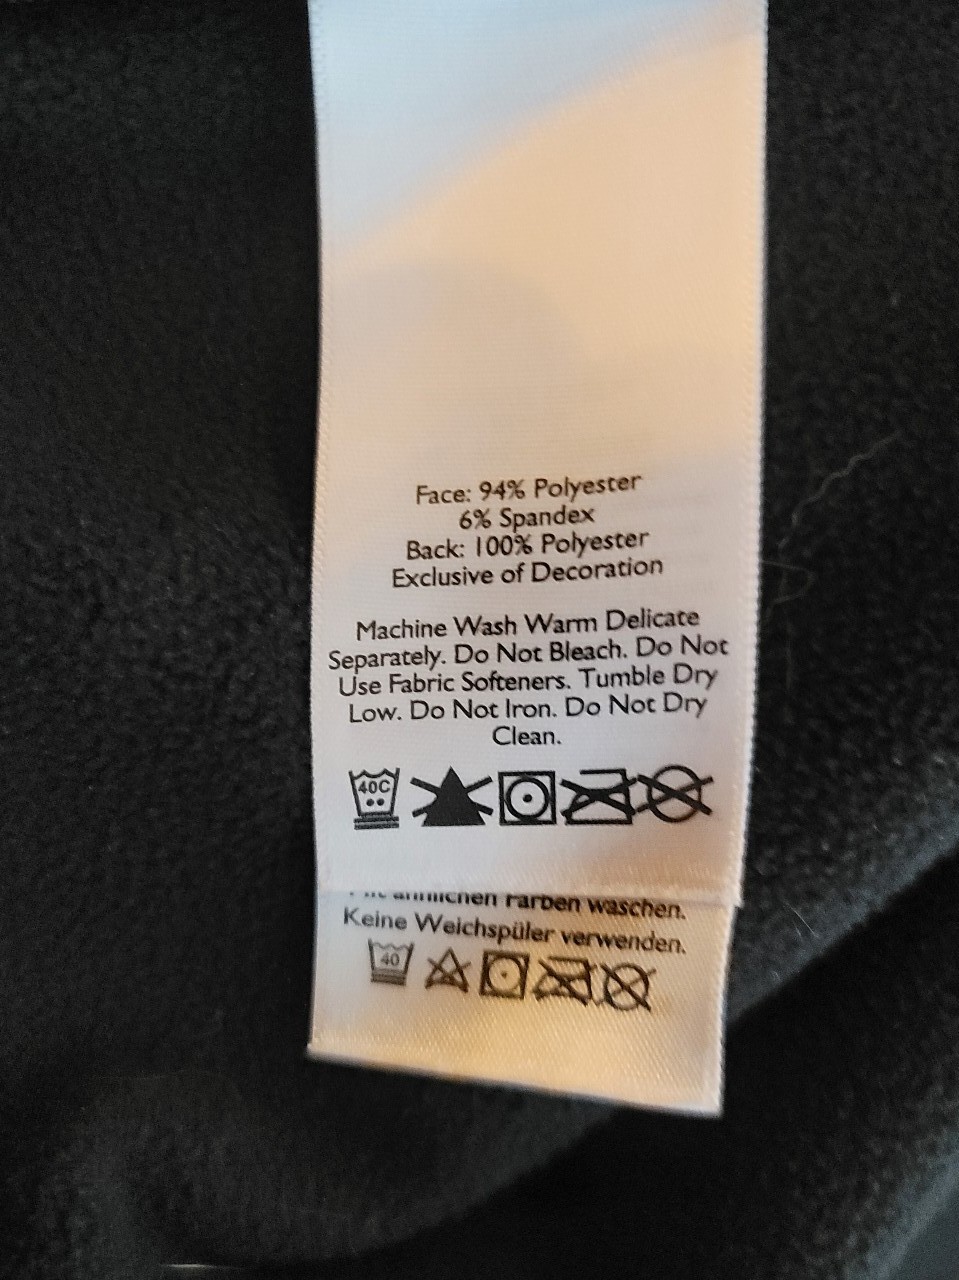 Face: 94% Polyester
6% Spandex
Back: 100% Polyester
Exclusive of Decoration
Machine Wash Warm Delicate
Separately. Do Not Bleach. Do Not
Use Fabric Softeners. Tumble Dry
Low. Do Not Iron. Do Not Dry
Clean.
40C
Farben waschen.
Keine Weichspüler verwenden.
40